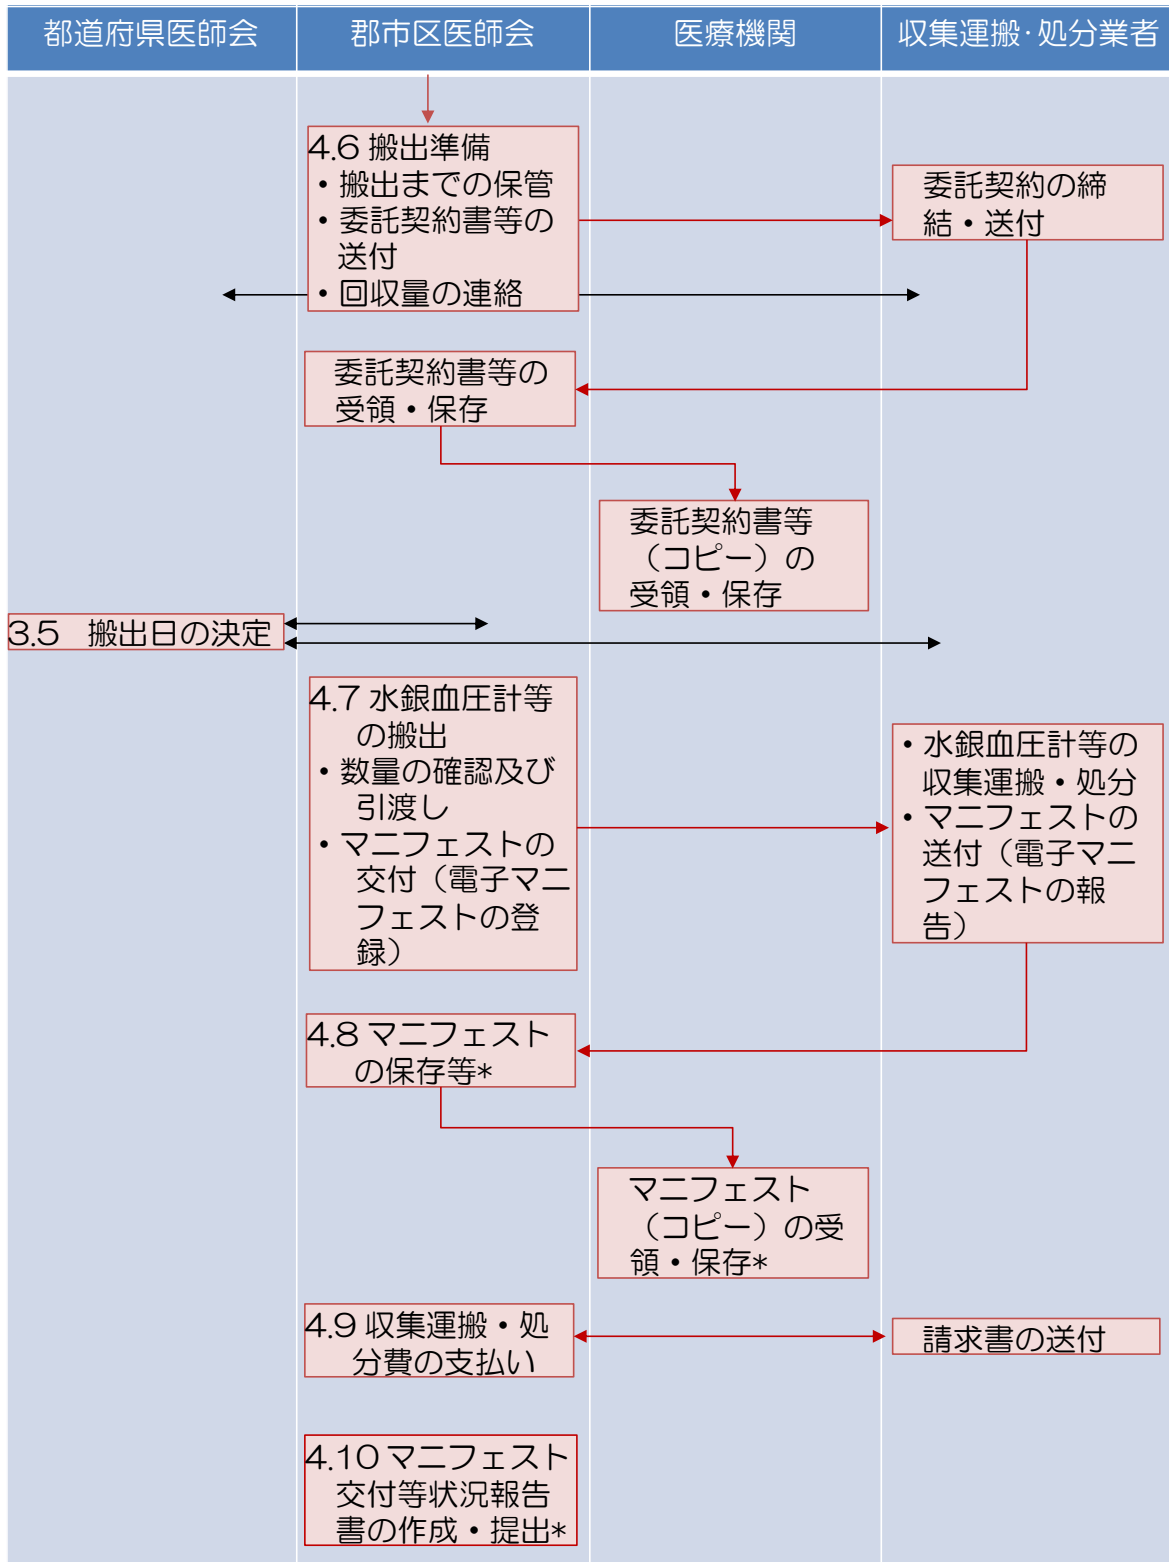 都道府県医師会
郡市区医師会
医療機関
収集運搬・処分業者
4.6 搬出準備
・搬出までの保管
・委託契約書等の
送付
・回収量の連絡
委託契約の締
結・送付
委託契約書等の
受領・保存
委託契約書等
（コピー）の
受領・保存
3.5 搬出日の決定
4.7 水銀血圧計等
の搬出
・数量の確認及び
引渡し
・マニフェストの
交付（電子マニ
フェストの登
録）
・水銀血圧計等の
収集運搬・処分
・マニフェストの
送付（電子マニ
フェストの報
告）
4.8 マニフェスト
の保存等*
マニフェスト
（コピー）の受
領・保存*
4.9 収集運搬・処
分費の支払い
請求書の送付
4.10 マニフェスト
交付等状況報告
書の作成・提出*